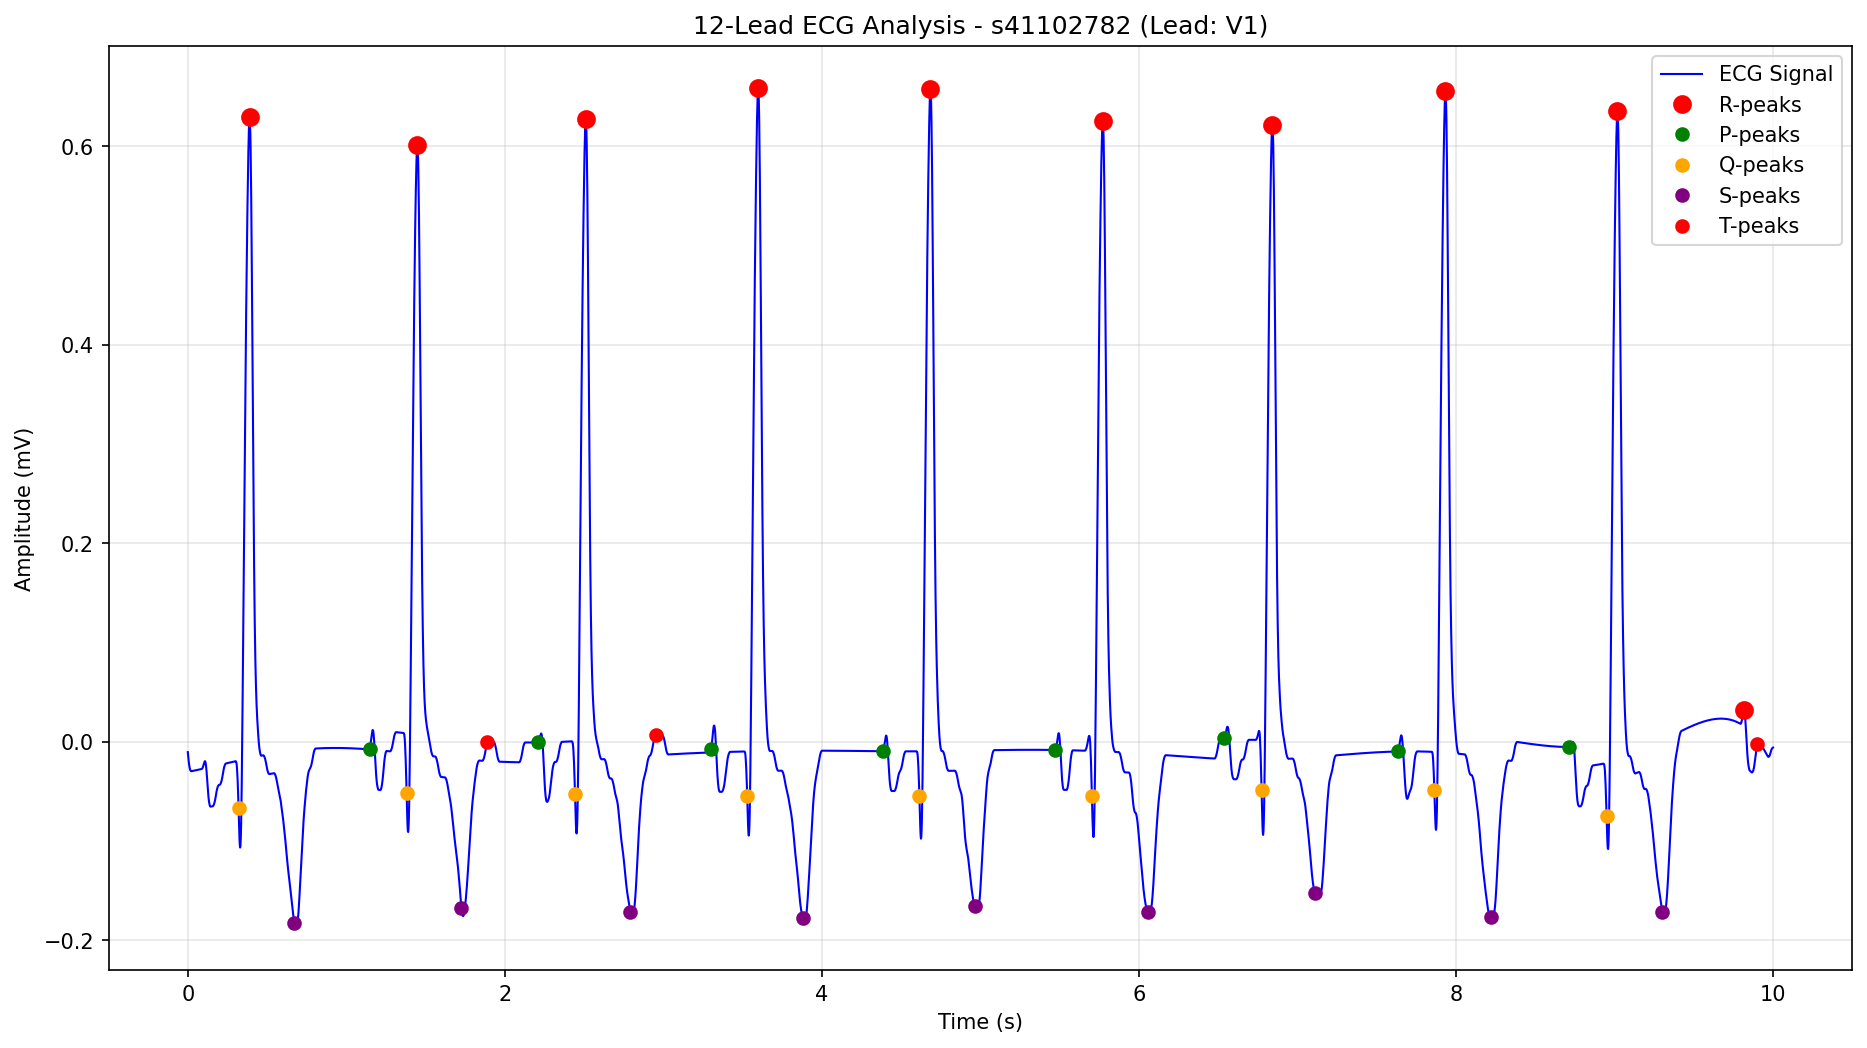 12-Lead ECG Analysis - s41102782 (Lead: V1)
ECG Signal
R-peaks
P-peaks
Q-peaks
S-peaks
T-peaks
Amplitude (mV)
0.6
0.4
0.2
0.0
−0.2
0
2
4
6
8
10
Time (s)